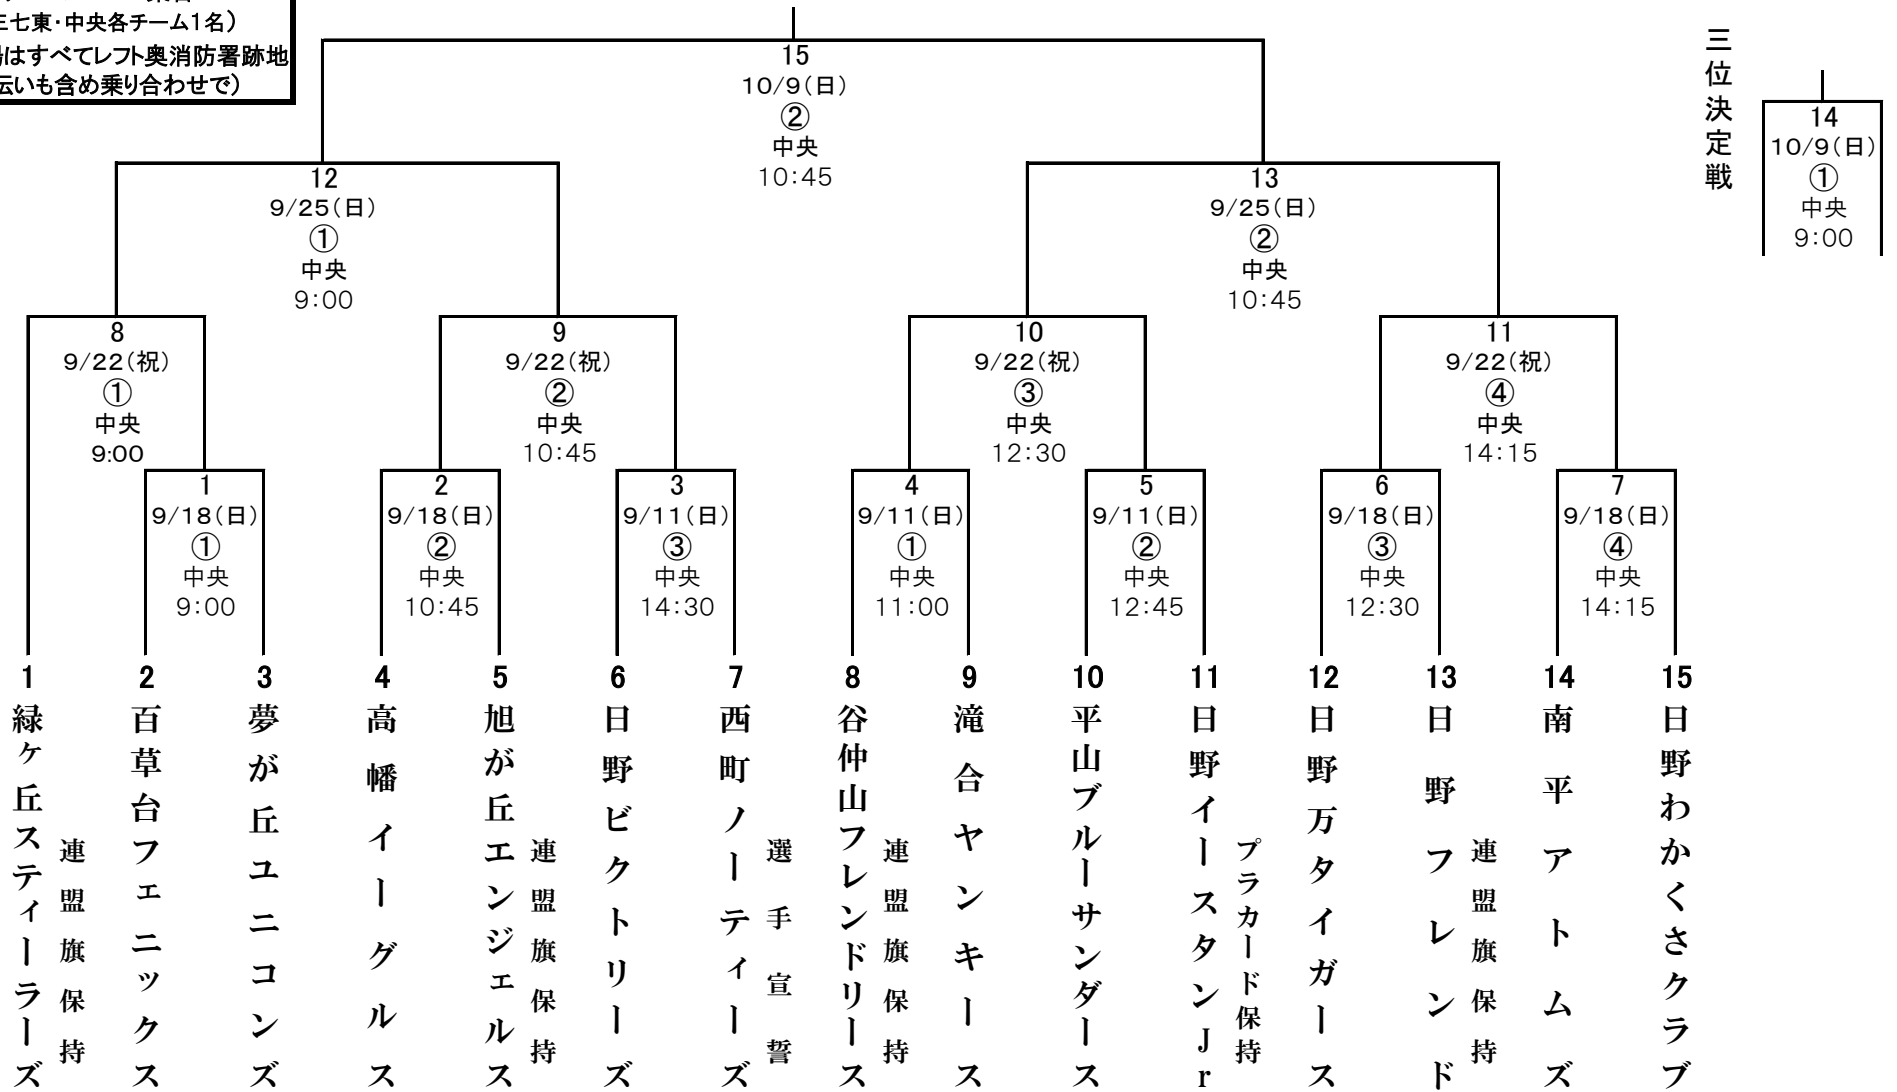 三七東・中央各チーム1名）
はすべてレフト奥消防署跡地
伝いも含め乗り合わせで）
15
10/9（日）
②
中央
10:45
三位決定戦
14
10/9（日）
①
中央
9:00
12
9/25（日）
①
中央
9:00
13
9/25（日）
②
中央
10:45
8
9/22（祝）
①
中央
9:00
9
9/22（祝）
②
中央
10:45
10
9/22（祝）
③
中央
12:30
11
9/22（祝）
④
中央
14:15
1
9/18（日）
①
中央
9:00
2
9/18（日）
②
中央
10:45
3
9/11（日）
③
中央
14:30
4
9/11（日）
①
中央
11:00
5
9/11（日）
②
中央
12:45
6
9/18（日）
③
中央
12:30
7
9/18（日）
④
中央
14:15
1
緑ヶ丘スティーラーズ
連盟旗保持
2
百草台フェニックス
3
夢が丘ユニコンズ
4
高幡イーグルス
5
旭が丘エンジェルス
連盟旗保持
6
日野ビクトリーズ
7
西町ノーティーズ
選手宣誓
8
谷仲山フレンドリース
連盟旗保持
9
滝合ヤンキース
10
平山ブルーサンダース
11
日野イースタンJr
プラカード保持
12
日野万タイガース
13
日野フレンド
連盟旗保持
14
南平アトムズ
15
日野わかくさクラブ